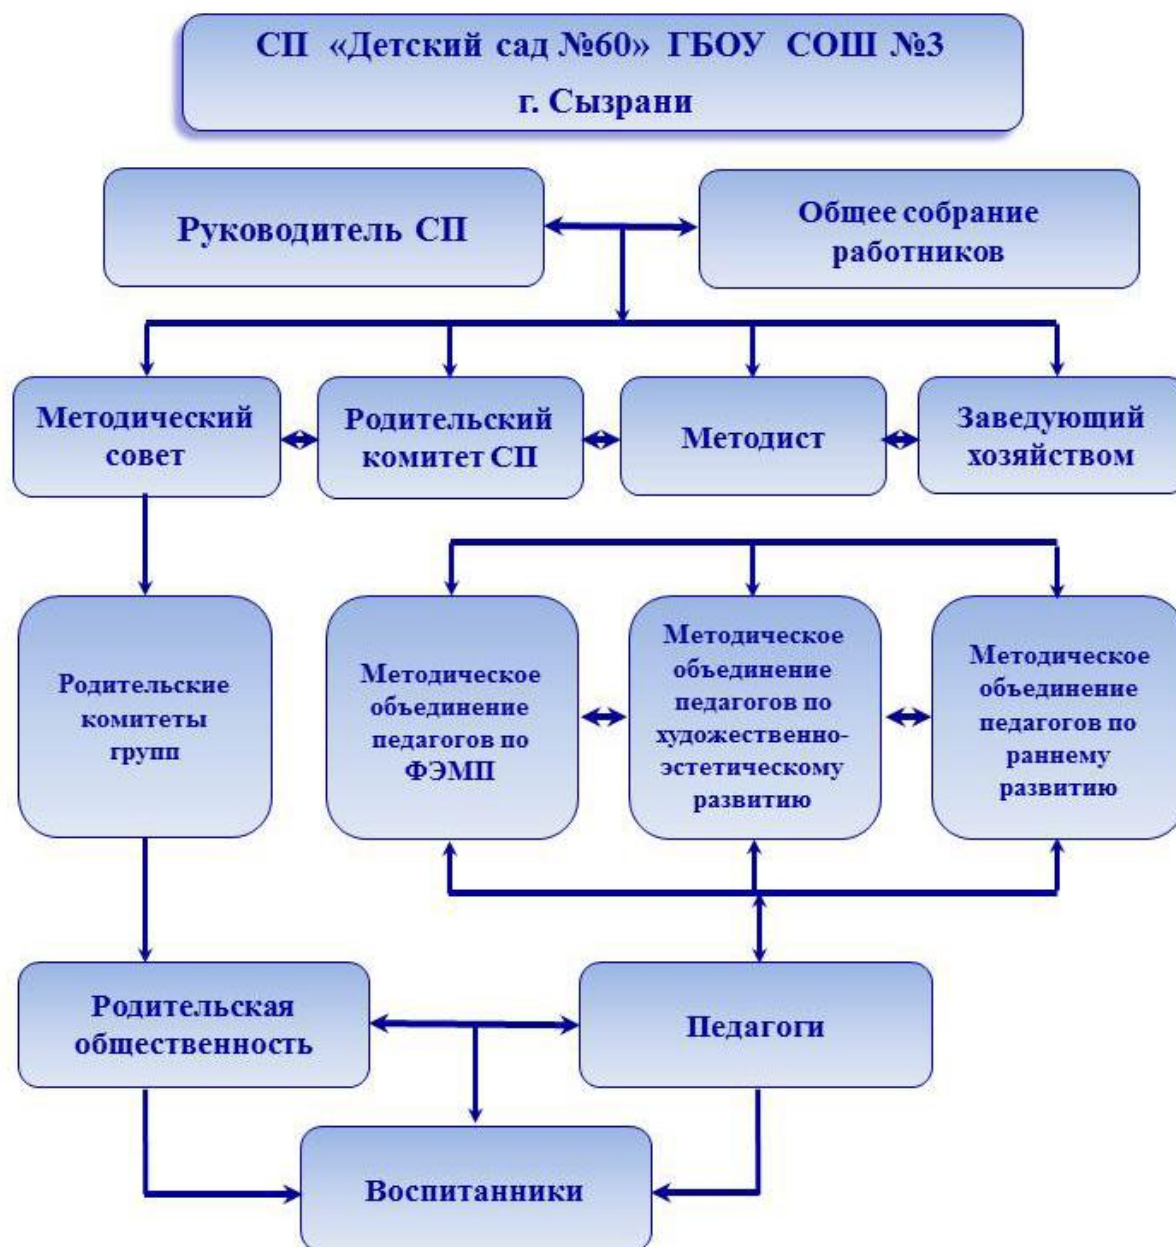 СП «Детский сад №60» ГБОУ СОШ №3
г. Сызрани
Руководитель СП
Общее собрание
работников
Методический
совет
Родительский
комитет СП
Методист
Заведующий
хозяйством
Родительские
комитеты
групп
Методическое
объединение
педагогов по
ФЭМП
Методическое
объединение
педагогов по
художественно-
эстетическому
развитию
Методическое
объединение
педагогов по
раннему
развитию
Родительская
общественность
Педагоги
Воспитанники